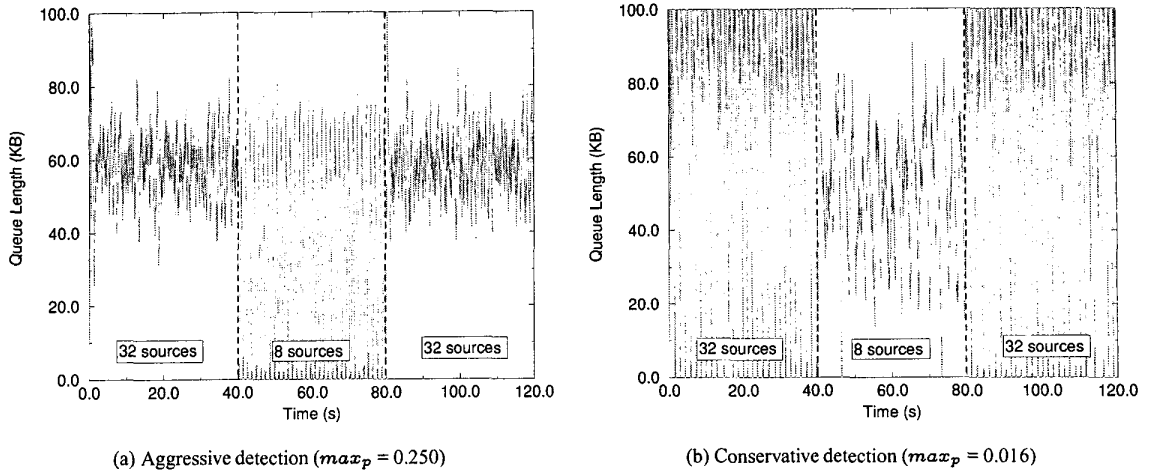 100.0
80.0
60.0
40.0
20.0
0.0
Queue Length (KB)
32 sources
8 sources
32 sources
0.0 20.0 40.0 60.0 80.0 100.0 120.0
Time (s)
(a) Aggressive detection (max_p = 0.250)
100.0
80.0
60.0
40.0
20.0
0.0
Queue Length (KB)
32 sources
8 sources
32 sources
0.0 20.0 40.0 60.0 80.0 100.0 120.0
Time (s)
(b) Conservative detection (max_p = 0.016)